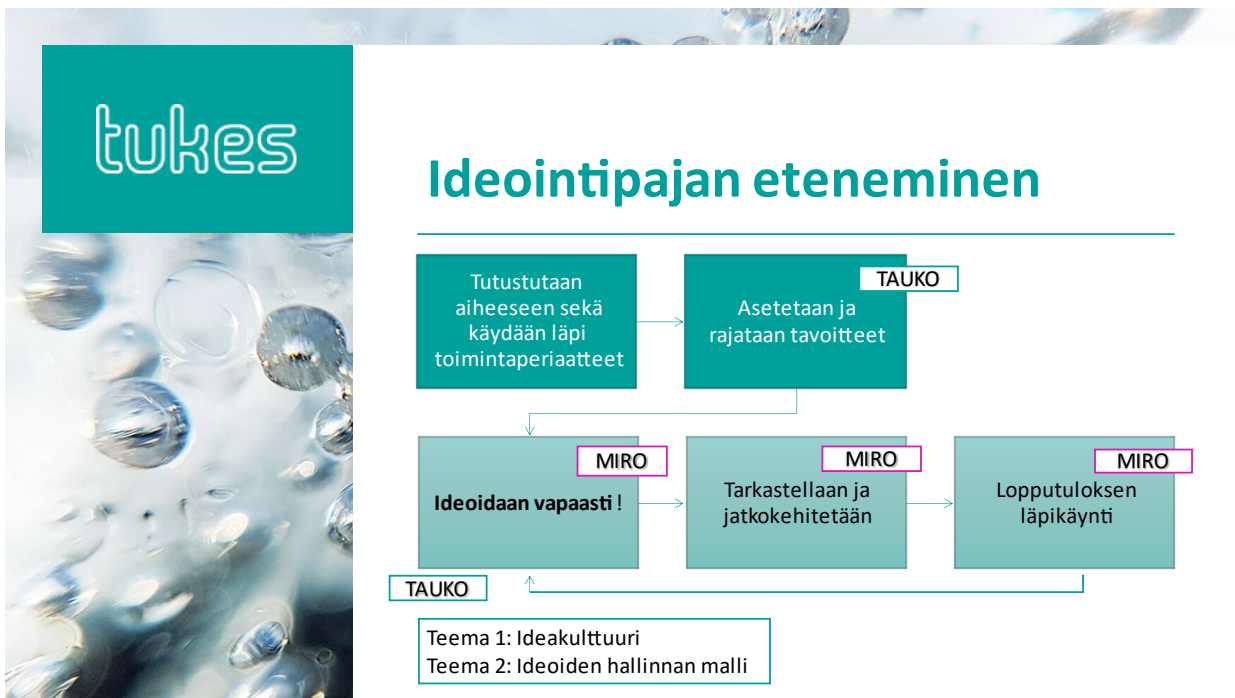 tukes
Ideointipajan eteneminen
Tutustutaan
aiheeseen sekä
käydään läpi
toimintaperiaatteet
TAUKO
Asetetaan ja
rajataan tavoitteet
MIRO
Ideoidaan vapaasti !
MIRO
Tarkastellaan ja
jatkokehitetään
MIRO
Lopputuloksen
läpikäynti
TAUKO
Teema 1: Ideakulttuuri
Teema 2: Ideoiden hallinnan malli